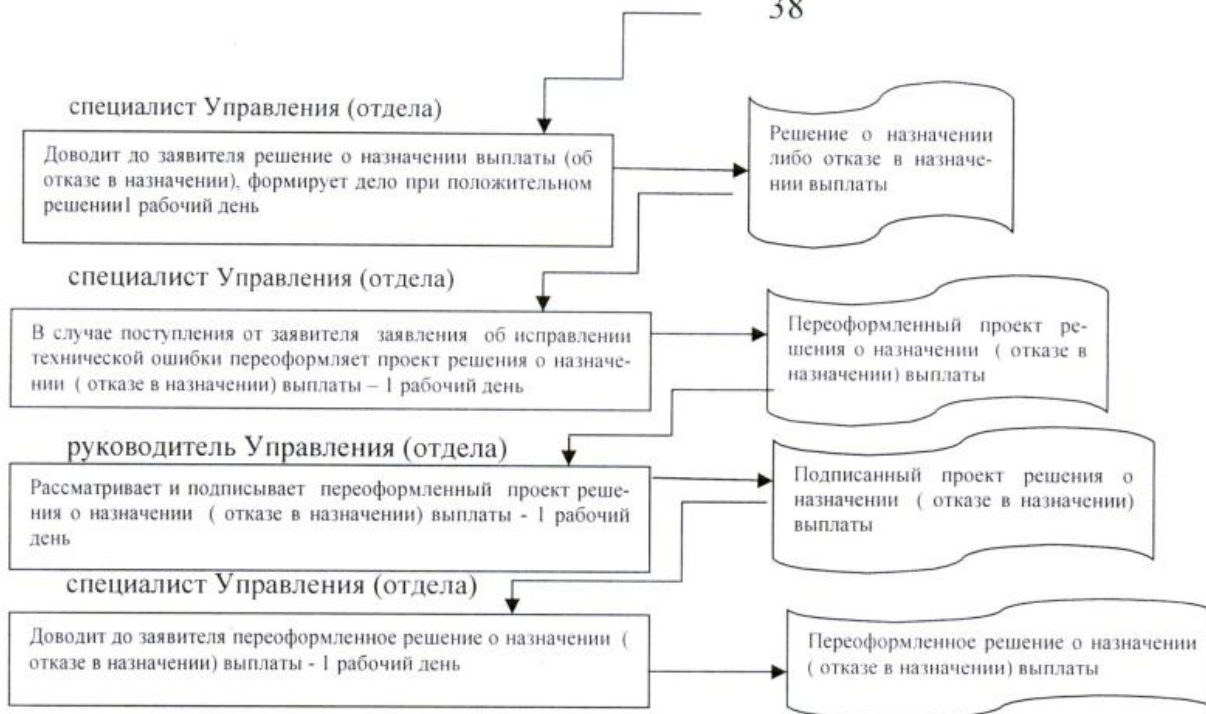 38
специалист Управления (отдела)
Доводит до заявителя решение о назначении выплаты (об
отказе в назначении), формирует дело при положительном
решении1 рабочий день
Решение о назначении
либо отказе в назначе-
нии выплаты
специалист Управления (отдела)
В случае поступления от заявителя заявления об исправлении
технической ошибки переоформляет проект решения о назначе-
нии ( отказе в назначении) выплаты – 1 рабочий день
Переоформленный проект ре-
шения о назначении ( отказе в
назначении) выплаты
руководитель Управления (отдела)
Рассматривает и подписывает переоформленный проект реше-
ния о назначении ( отказе в назначении) выплаты - 1 рабочий
день
Подписанный проект решения о
назначении ( отказе в назначении)
выплаты
специалист Управления (отдела)
Доводит до заявителя переоформленное решение о назначении (
отказе в назначении) выплаты - 1 рабочий день
Переоформленное решение о назначении
( отказе в назначении) выплаты